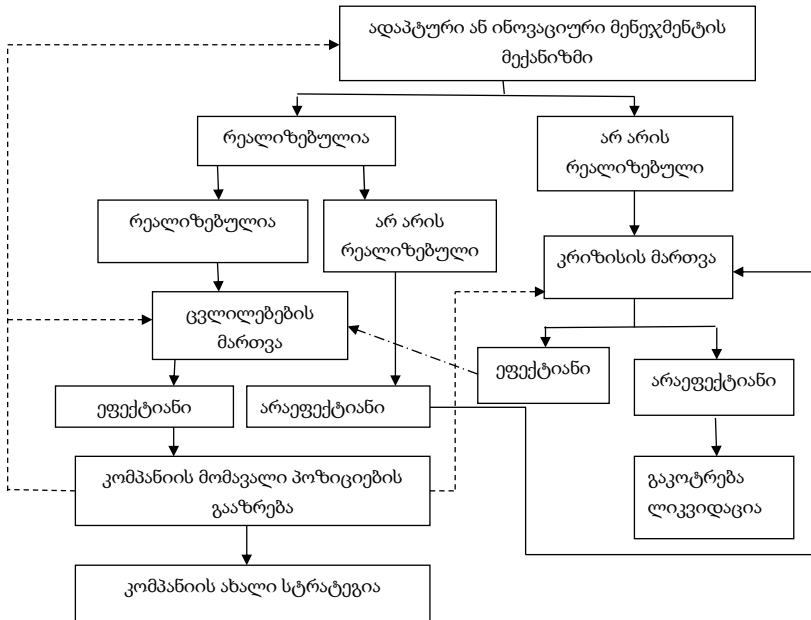 ადაპტური ან ინოვაციური მენეჯმენტის
მექანიზმი
რეალიზებულია
არ არის
რეალიზებული
რეალიზებულია
არ არის
რეალიზებული
კრიზისის მართვა
ცვლილებების
მართვა
ეფექტიანი
არაეფექტიანი
ეფექტიანი
არაეფექტიანი
კომპანიის მომავალი პოზიციების
გააზრება
გაკოტრება
ლიკვიდაცია
კომპანიის ახალი სტრატეგია